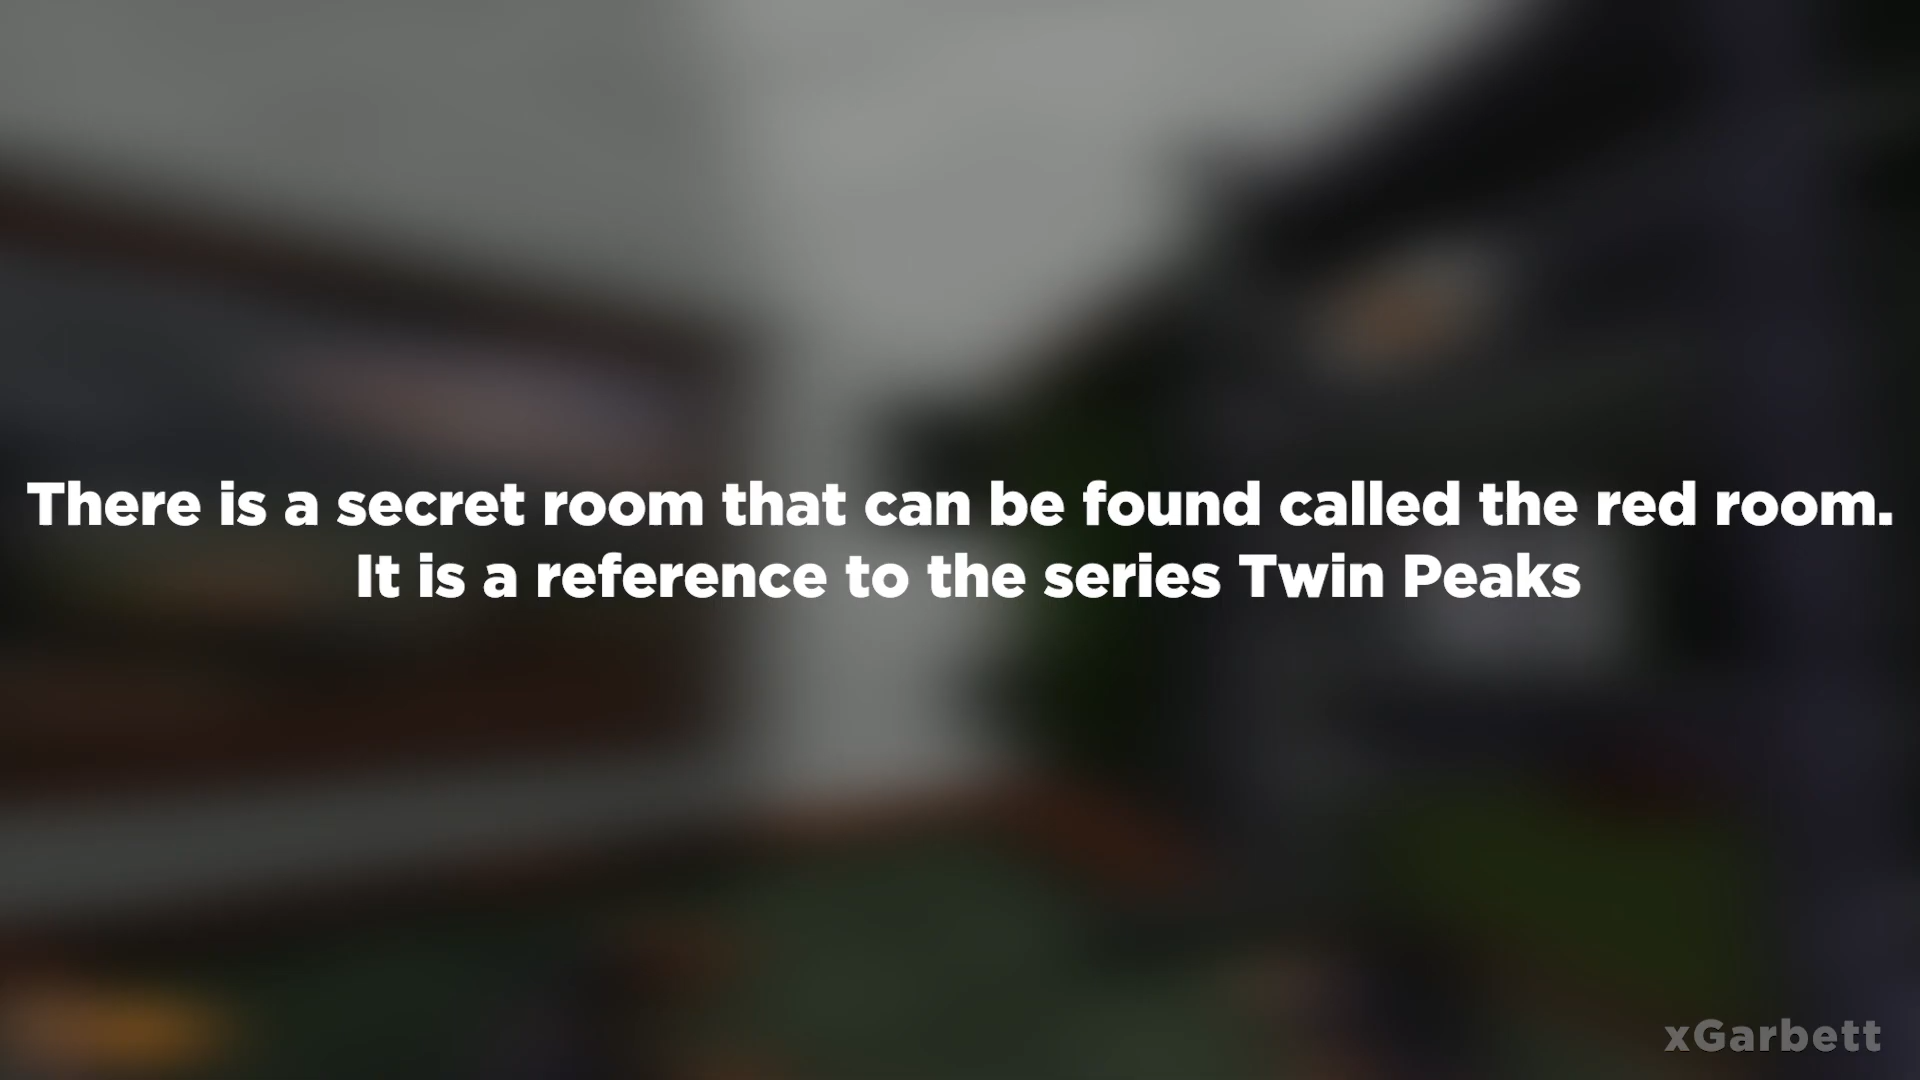 There is a secret room that can be found called the red room.
It is a reference to the series Twin Peaks
xGarbett